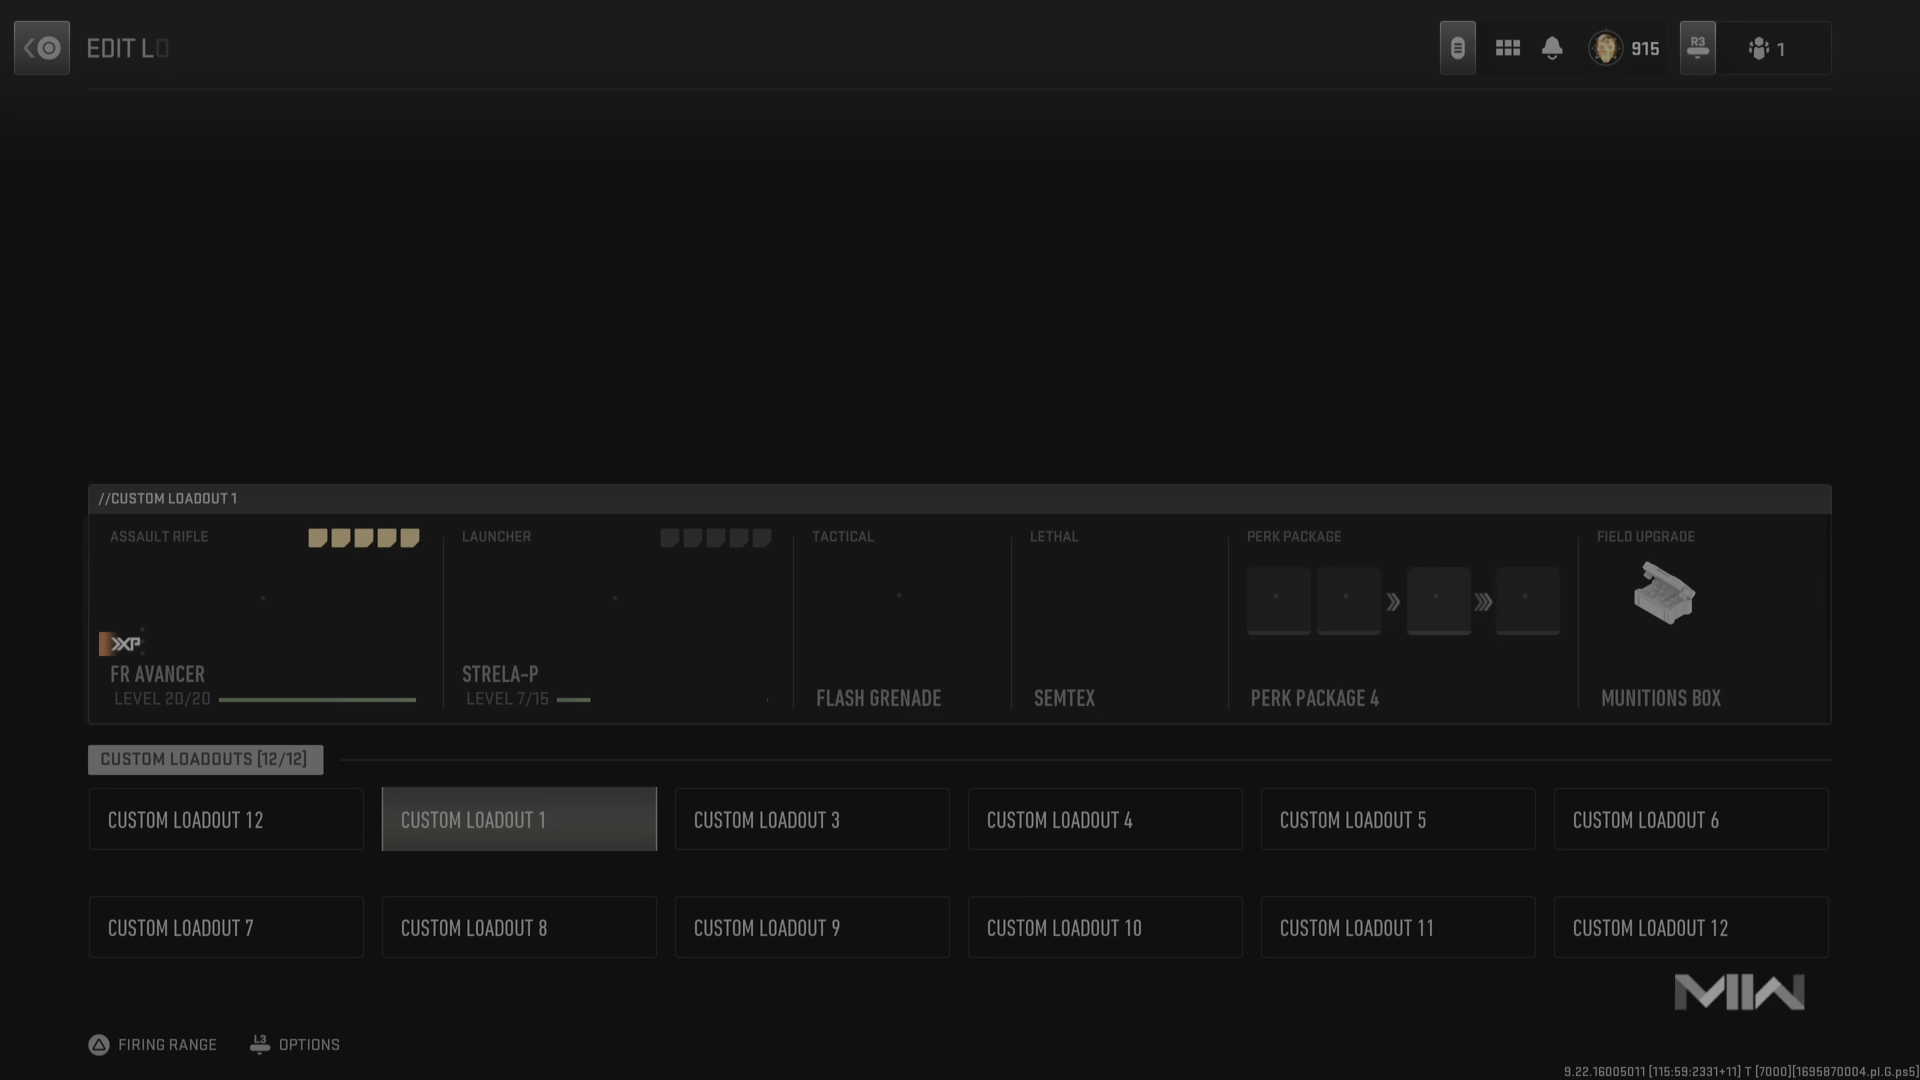 EDIT LO
915
R3
1
//CUSTOM LOADOUT 1
ASSAULT RIFLE
LAUNCHER
TACTICAL
LETHAL
PERK PACKAGE
FIELD UPGRADE
XP
FR AVANCER
LEVEL 20/20
STRELA-P
LEVEL 7/15
FLASH GRENADE
SEMTEX
PERK PACKAGE 4
MUNITIONS BOX
CUSTOM LOADOUTS [12/12]
CUSTOM LOADOUT 12
CUSTOM LOADOUT 1
CUSTOM LOADOUT 3
CUSTOM LOADOUT 4
CUSTOM LOADOUT 5
CUSTOM LOADOUT 6
CUSTOM LOADOUT 7
CUSTOM LOADOUT 8
CUSTOM LOADOUT 9
CUSTOM LOADOUT 10
CUSTOM LOADOUT 11
CUSTOM LOADOUT 12
MW
FIRING RANGE
L3
OPTIONS
9.22.16005011 [115:59:2331+11] T [7000][1695870004.pl.G.ps5]